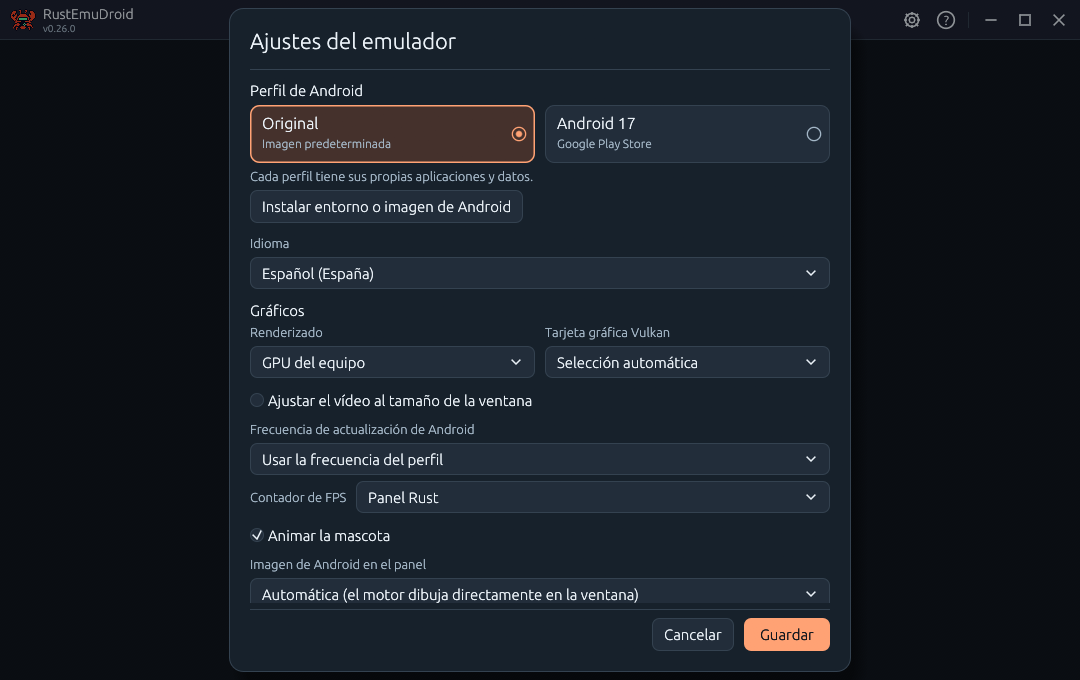 RustEmuDroid
v0.26.0
Ajustes del emulador
Perfil de Android
Original
Imagen predeterminada
Android 17
Google Play Store
Cada perfil tiene sus propias aplicaciones y datos.
Instalar entorno o imagen de Android
Idioma
Español (España)
Gráficos
Renderizado
Tarjeta gráfica Vulkan
GPU del equipo
Selección automática
Ajustar el vídeo al tamaño de la ventana
Frecuencia de actualización de Android
Usar la frecuencia del perfil
Contador de FPS
Panel Rust
Animar la mascota
Imagen de Android en el panel
Automática (el motor dibuja directamente en la ventana)
Cancelar
Guardar